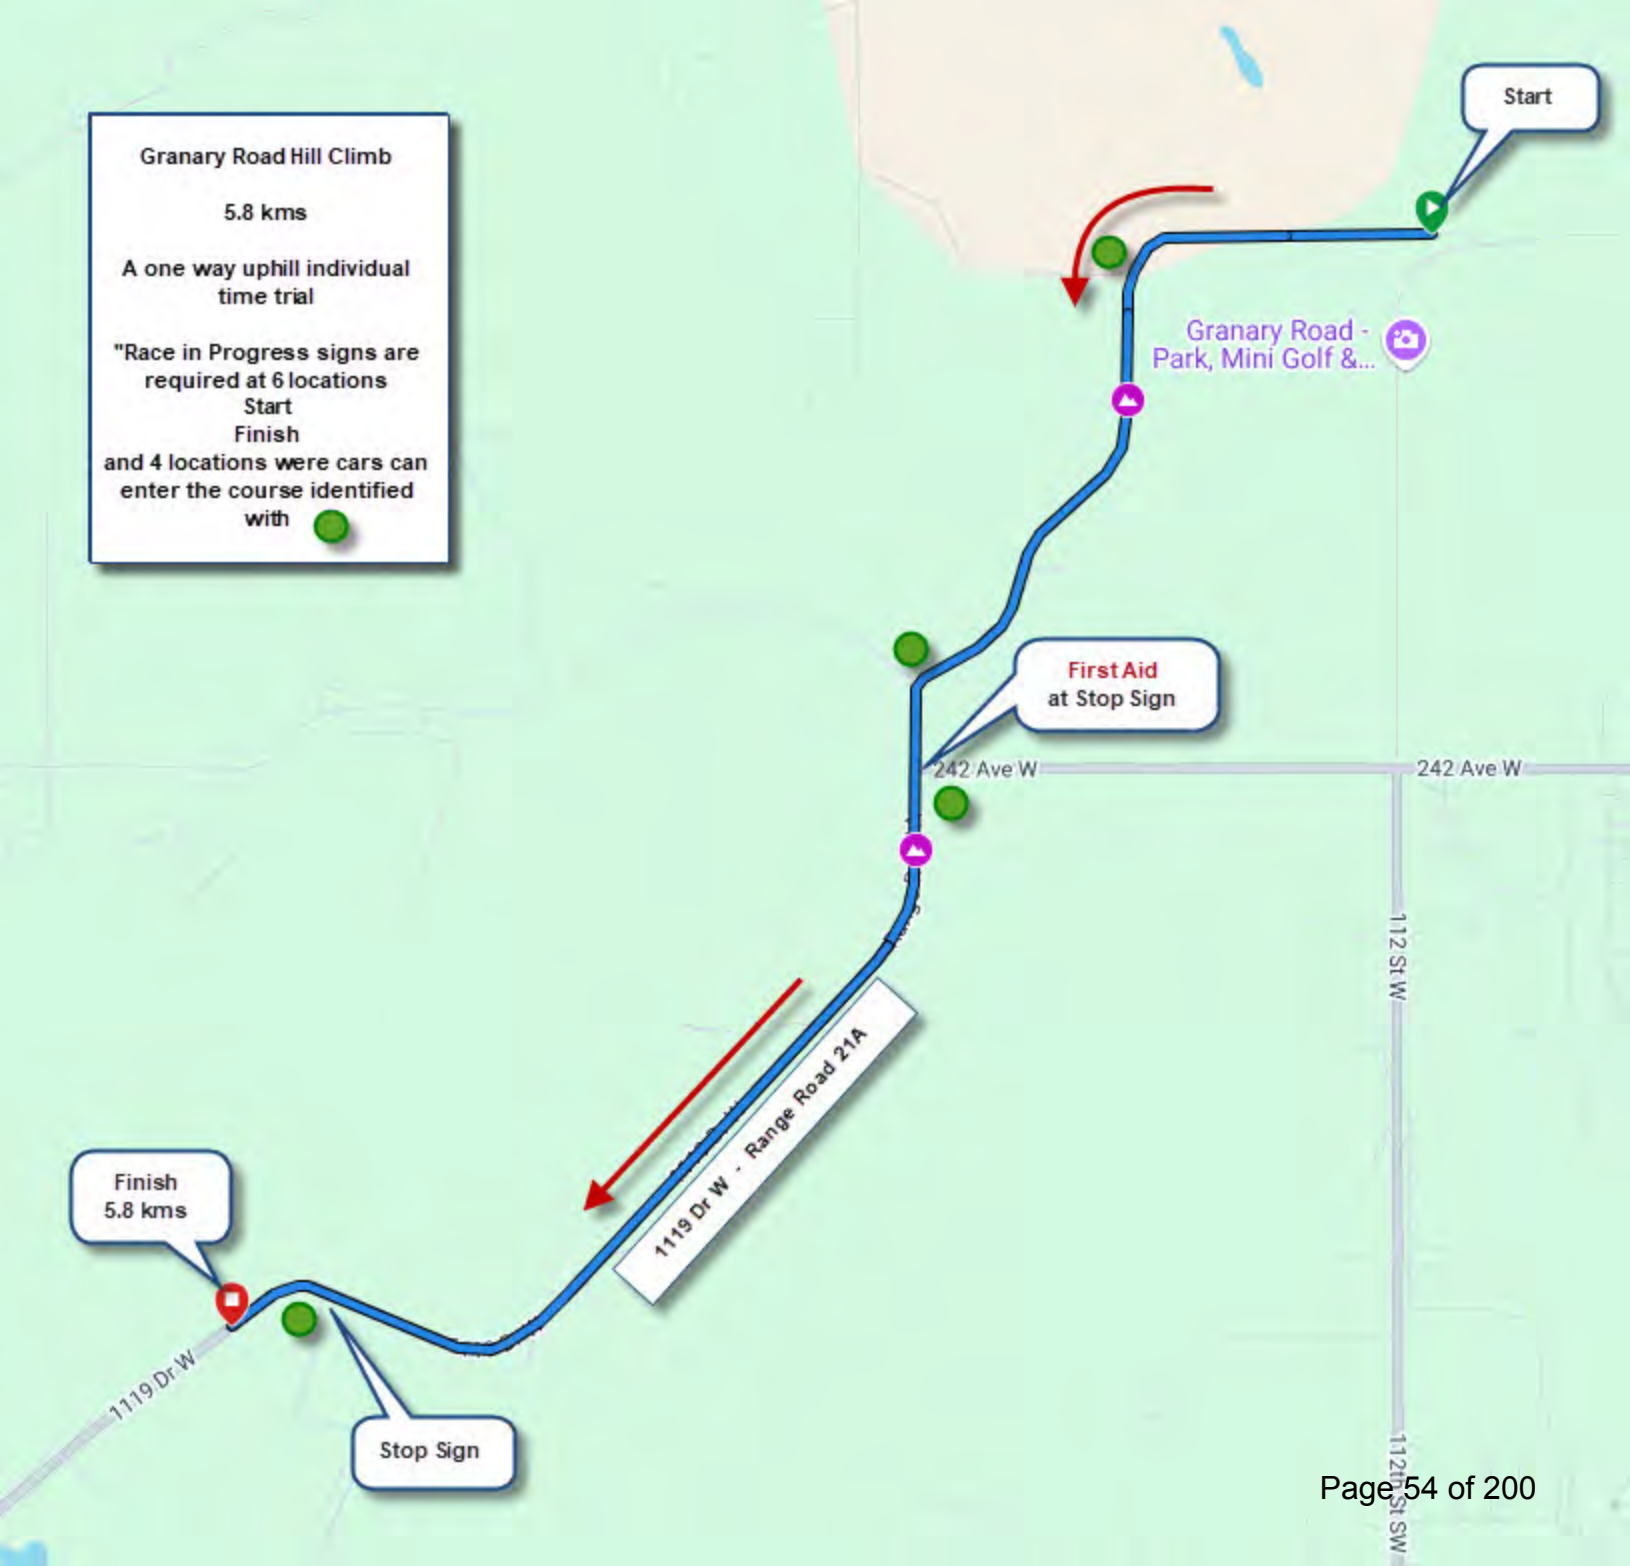 Start
Granary Road Hill Climb
5.8 kms
A one way uphill individual
time trial
"Race in Progress signs are
required at 6 locations
Start
Finish
and 4 locations were cars can
enter the course identified
with
Granary Road -
Park, Mini Golf &...
First Aid
at Stop Sign
242 Ave W
242 Ave W
112 St W
1119 Dr W - Range Road 21A
Finish
5.8 kms
1119 Dr W
Stop Sign
112th St SW
Page 54 of 200